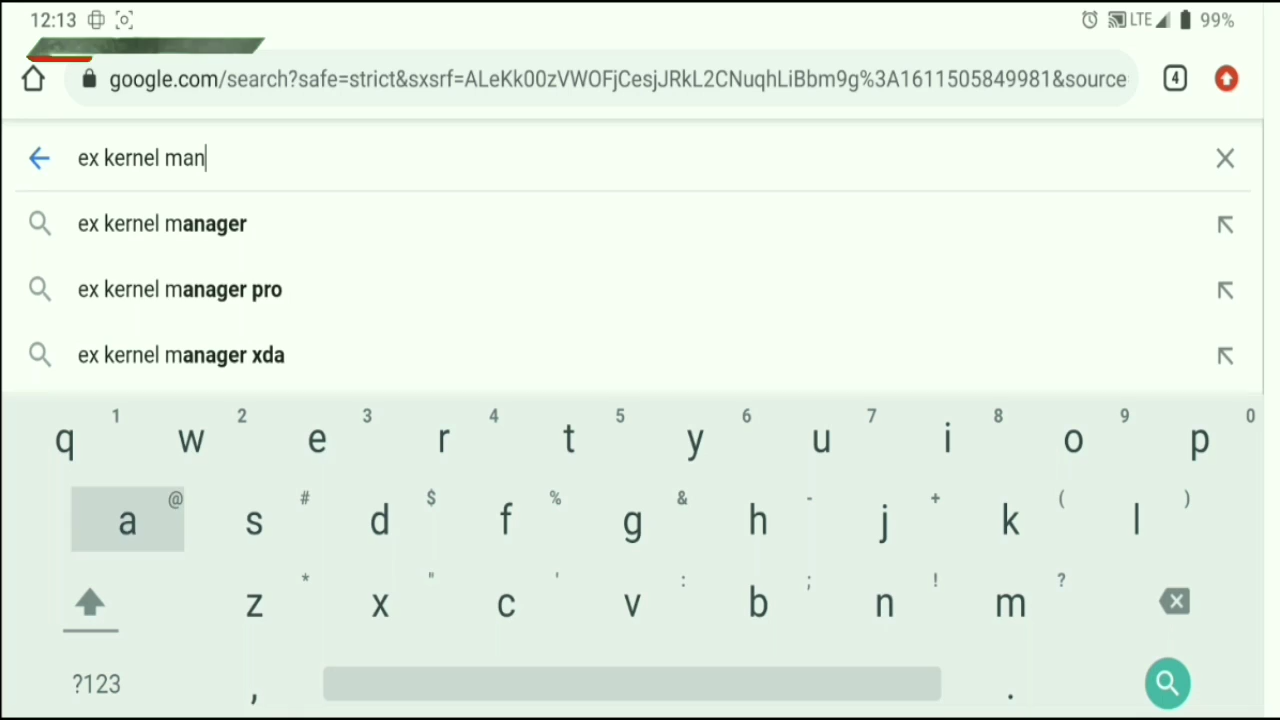 12:13 LTE 99%
google.com/search?safe=strict&sxsrf=ALeKk00zVWOFjCesjJRkL2CNuqhLiBbm9g%3A1611505849981&source 4
ex kernel man
ex kernel manager
ex kernel manager pro
ex kernel manager xda
1 2 3 4 5 6 7 8 9 0
q w e r t y u i o p
@ # $ % & - + ( )
a s d f g h j k l
* " ' : ; ! ?
z x c v b n m
?123 , .